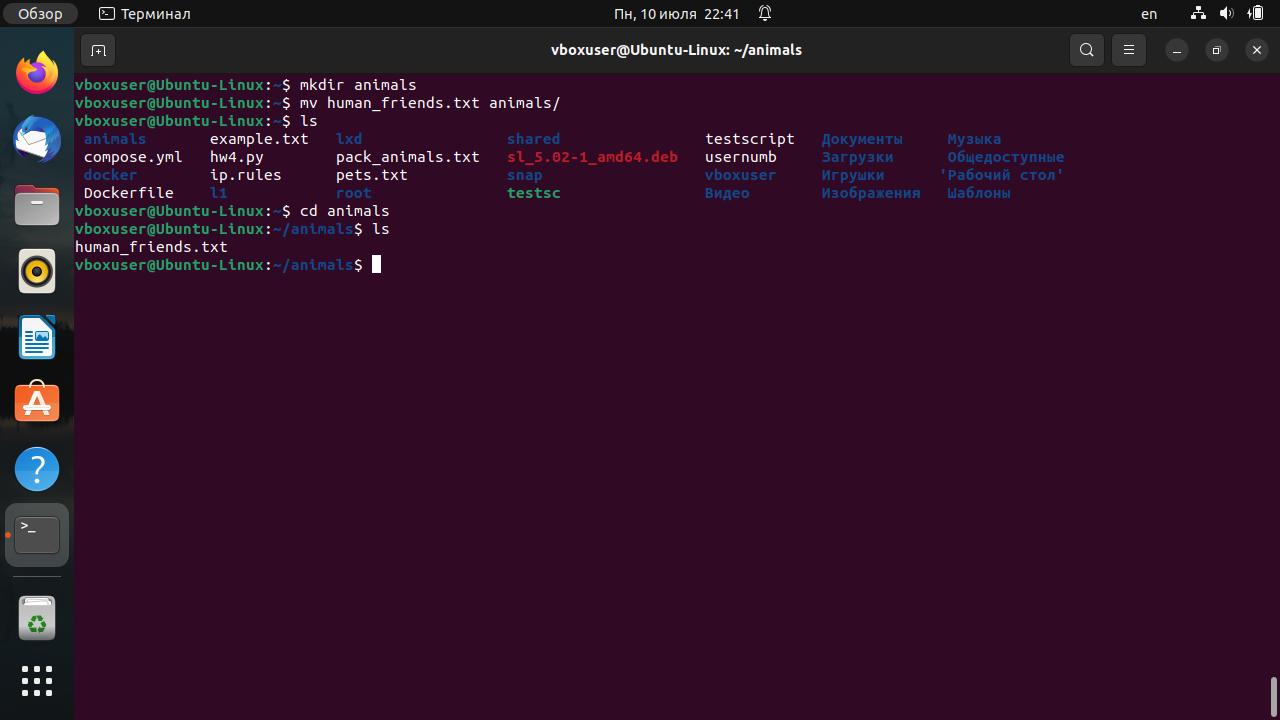 Обзор Терминал Пн, 10 июля 22:41 en
vboxuser@Ubuntu-Linux: ~/animals
vboxuser@Ubuntu-Linux:~$ mkdir animals
vboxuser@Ubuntu-Linux:~$ mv human_friends.txt animals/
vboxuser@Ubuntu-Linux:~$ ls
animals example.txt lxd shared testscript Документы Музыка
compose.yml hw4.py pack_animals.txt sl_5.02-1_amd64.deb usernumb Загрузки Общедоступные
docker ip.rules pets.txt snap vboxuser Игрушки 'Рабочий стол'
Dockerfile l1 root testsc Видео Изображения Шаблоны
vboxuser@Ubuntu-Linux:~$ cd animals
vboxuser@Ubuntu-Linux:~/animals$ ls
human_friends.txt
vboxuser@Ubuntu-Linux:~/animals$